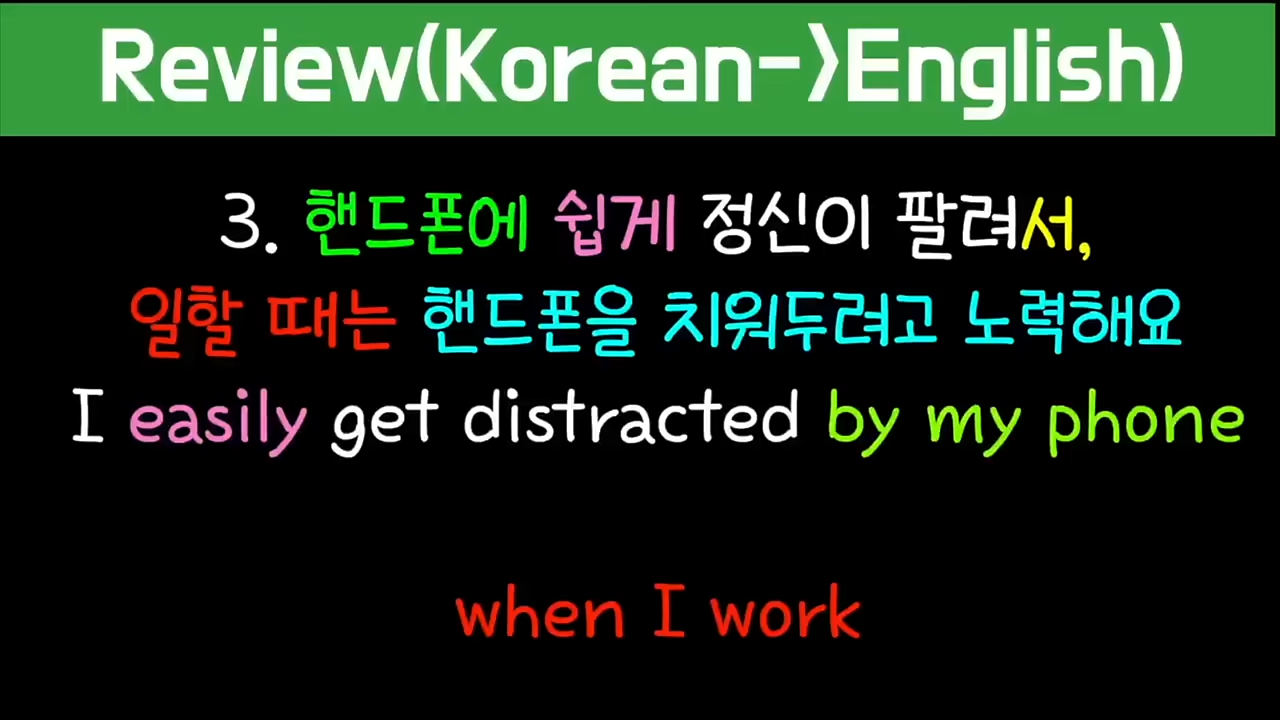 Review(Korean->English)
3. 핸드폰에 쉽게 정신이 팔려서,
일할 때는 핸드폰을 치워두려고 노력해요
I easily get distracted by my phone
when I work